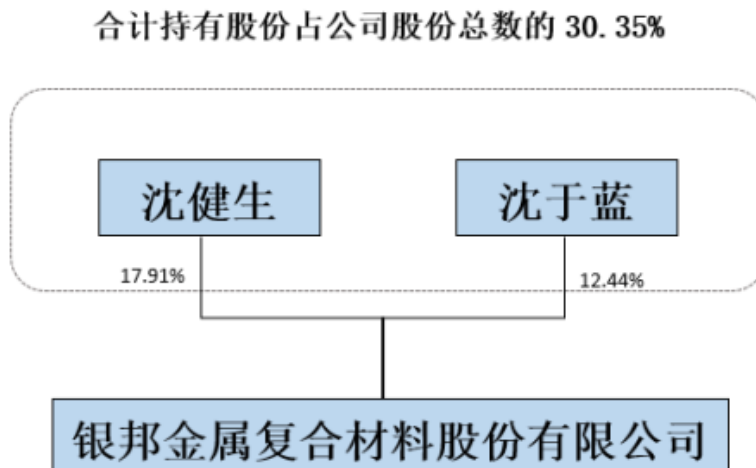 合计持有股份占公司股份总数的 30.35%
沈健生
沈于蓝
17.91%
12.44%
银邦金属复合材料股份有限公司